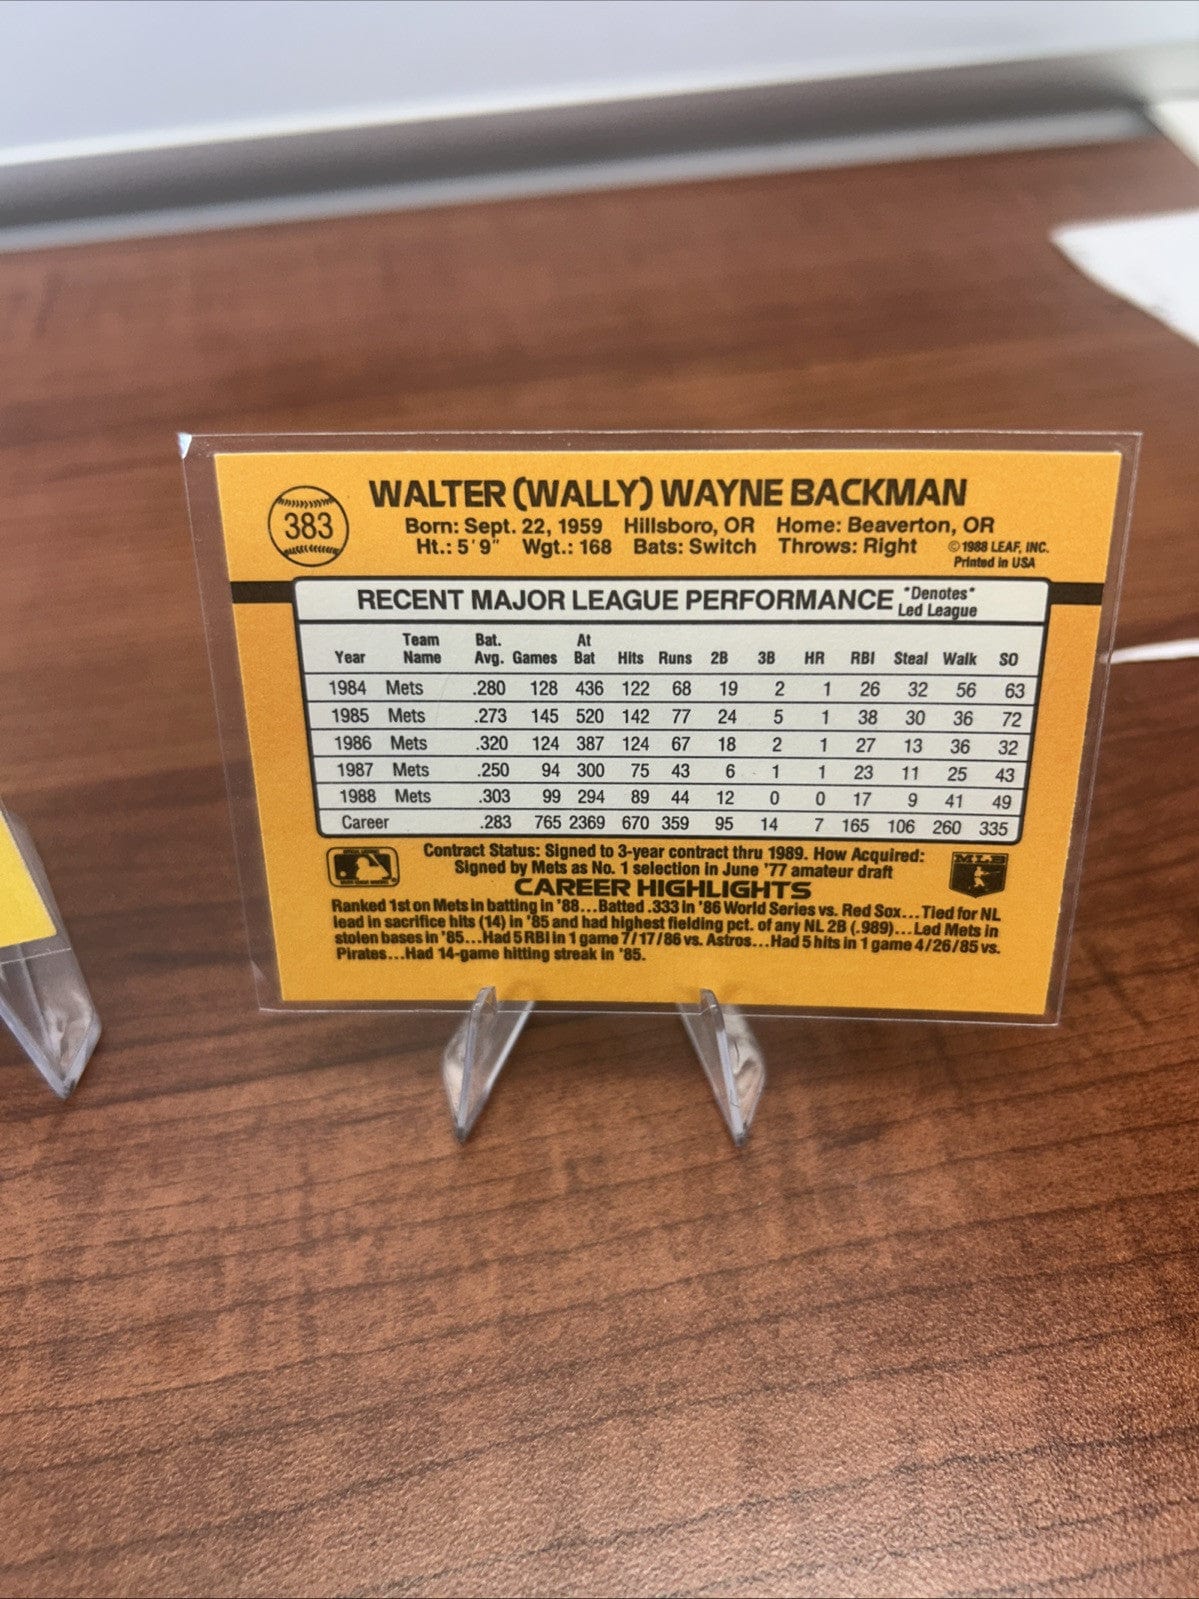 383
WALTER (WALLY) WAYNE BACKMAN
Born: Sept. 22, 1959 Hillsboro, OR Home: Beaverton, OR
Ht.: 5'9" Wgt.: 168 Bats: Switch Throws: Right
©1988 LEAF, INC.
Printed in USA
RECENT MAJOR LEAGUE PERFORMANCE *Denotes*
Led League
Year Team Name Bat. Avg. Games At Bat Hits Runs 2B 3B HR RBI Steal Walk SO
1984 Mets .280 128 436 122 68 19 2 1 26 32 56 63
1985 Mets .273 145 520 142 77 24 5 1 38 30 36 72
1986 Mets .320 124 387 124 67 18 2 1 27 13 36 32
1987 Mets .250 94 300 75 43 6 1 1 23 11 25 43
1988 Mets .303 99 294 89 44 12 0 0 17 9 41 49
Career .283 765 2369 670 359 95 14 7 165 106 260 335
Contract Status: Signed to 3-year contract thru 1989. How Acquired:
Signed by Mets as No. 1 selection in June '77 amateur draft
MLB
CAREER HIGHLIGHTS
Ranked 1st on Mets in batting in '88...Batted .333 in '86 World Series vs. Red Sox...Tied for NL
lead in sacrifice hits (14) in '85 and had highest fielding pct. of any NL 2B (.989)...Led Mets in
stolen bases in '85...Had 5 RBI in 1 game 7/17/86 vs. Astros...Had 5 hits in 1 game 4/26/85 vs.
Pirates...Had 14-game hitting streak in '85.